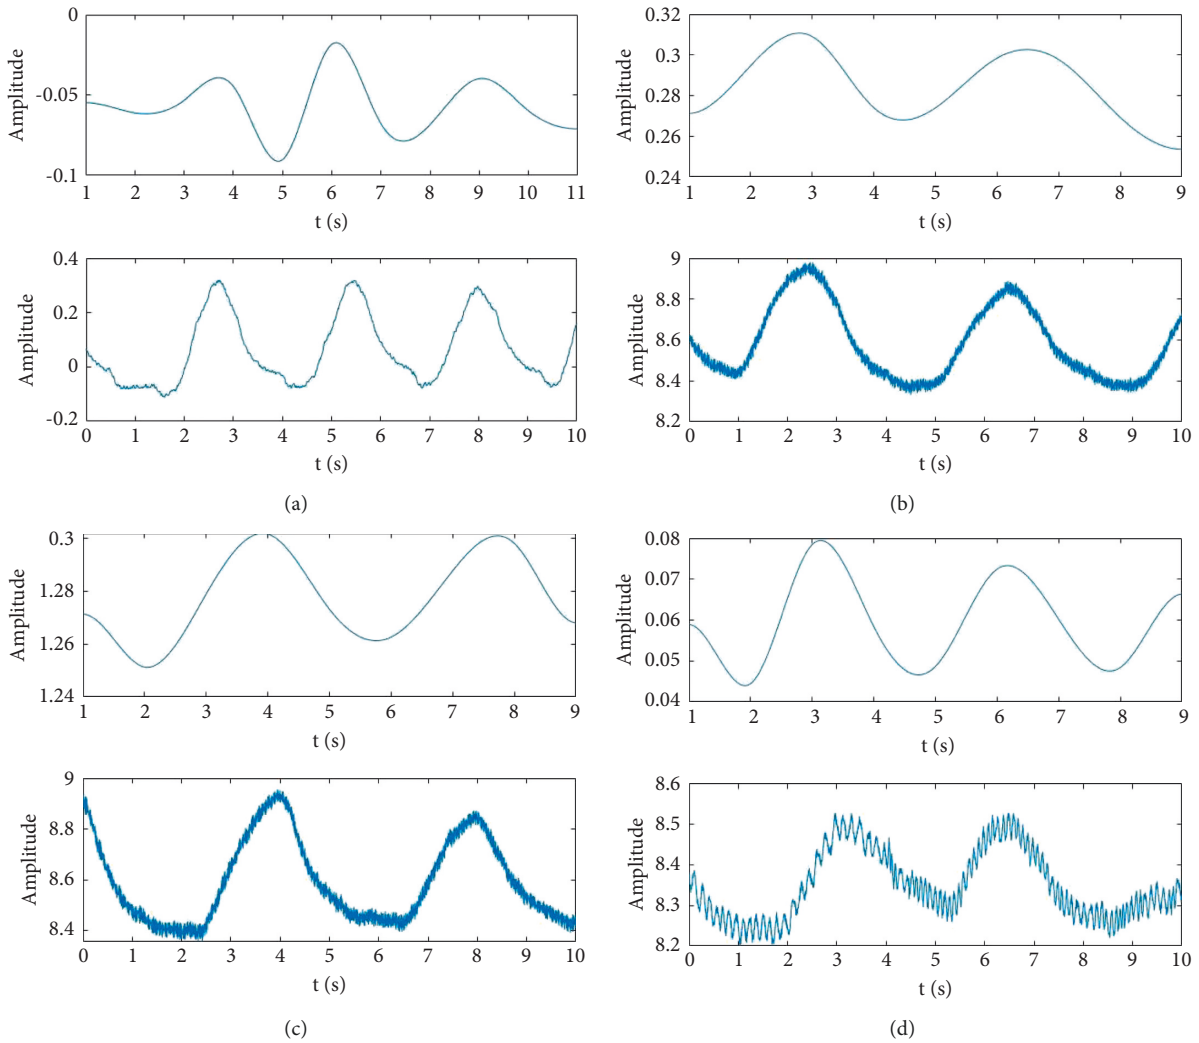 0
-0.05
-0.1
Amplitude
1 2 3 4 5 6 7 8 9 10 11
t (s)
0.4
0.2
0
-0.2
Amplitude
0 1 2 3 4 5 6 7 8 9 10
t (s)
(a)
0.32
0.3
0.28
0.26
0.24
Amplitude
1 2 3 4 5 6 7 8 9
t (s)
9
8.8
8.6
8.4
8.2
Amplitude
0 1 2 3 4 5 6 7 8 9 10
t (s)
(b)
0.3
1.28
1.26
1.24
Amplitude
1 2 3 4 5 6 7 8 9
t (s)
9
8.8
8.6
8.4
Amplitude
0 1 2 3 4 5 6 7 8 9 10
t (s)
(c)
0.08
0.07
0.06
0.05
0.04
Amplitude
1 2 3 4 5 6 7 8 9
t (s)
8.6
8.5
8.4
8.3
8.2
Amplitude
0 1 2 3 4 5 6 7 8 9 10
t (s)
(d)